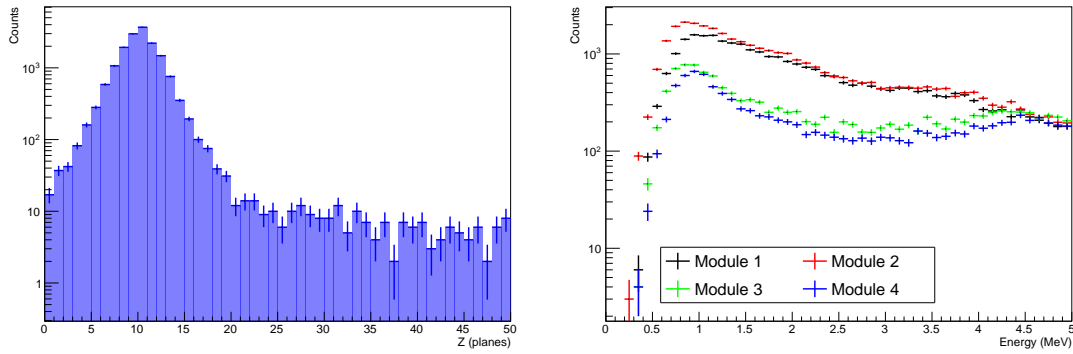 Counts
10³
10²
10
1
0 5 10 15 20 25 30 35 40 45 50
Z (planes)
Counts
10³
10²
10
Module 1 Module 2
Module 3 Module 4
0 0.5 1 1.5 2 2.5 3 3.5 4 4.5 5
Energy (MeV)